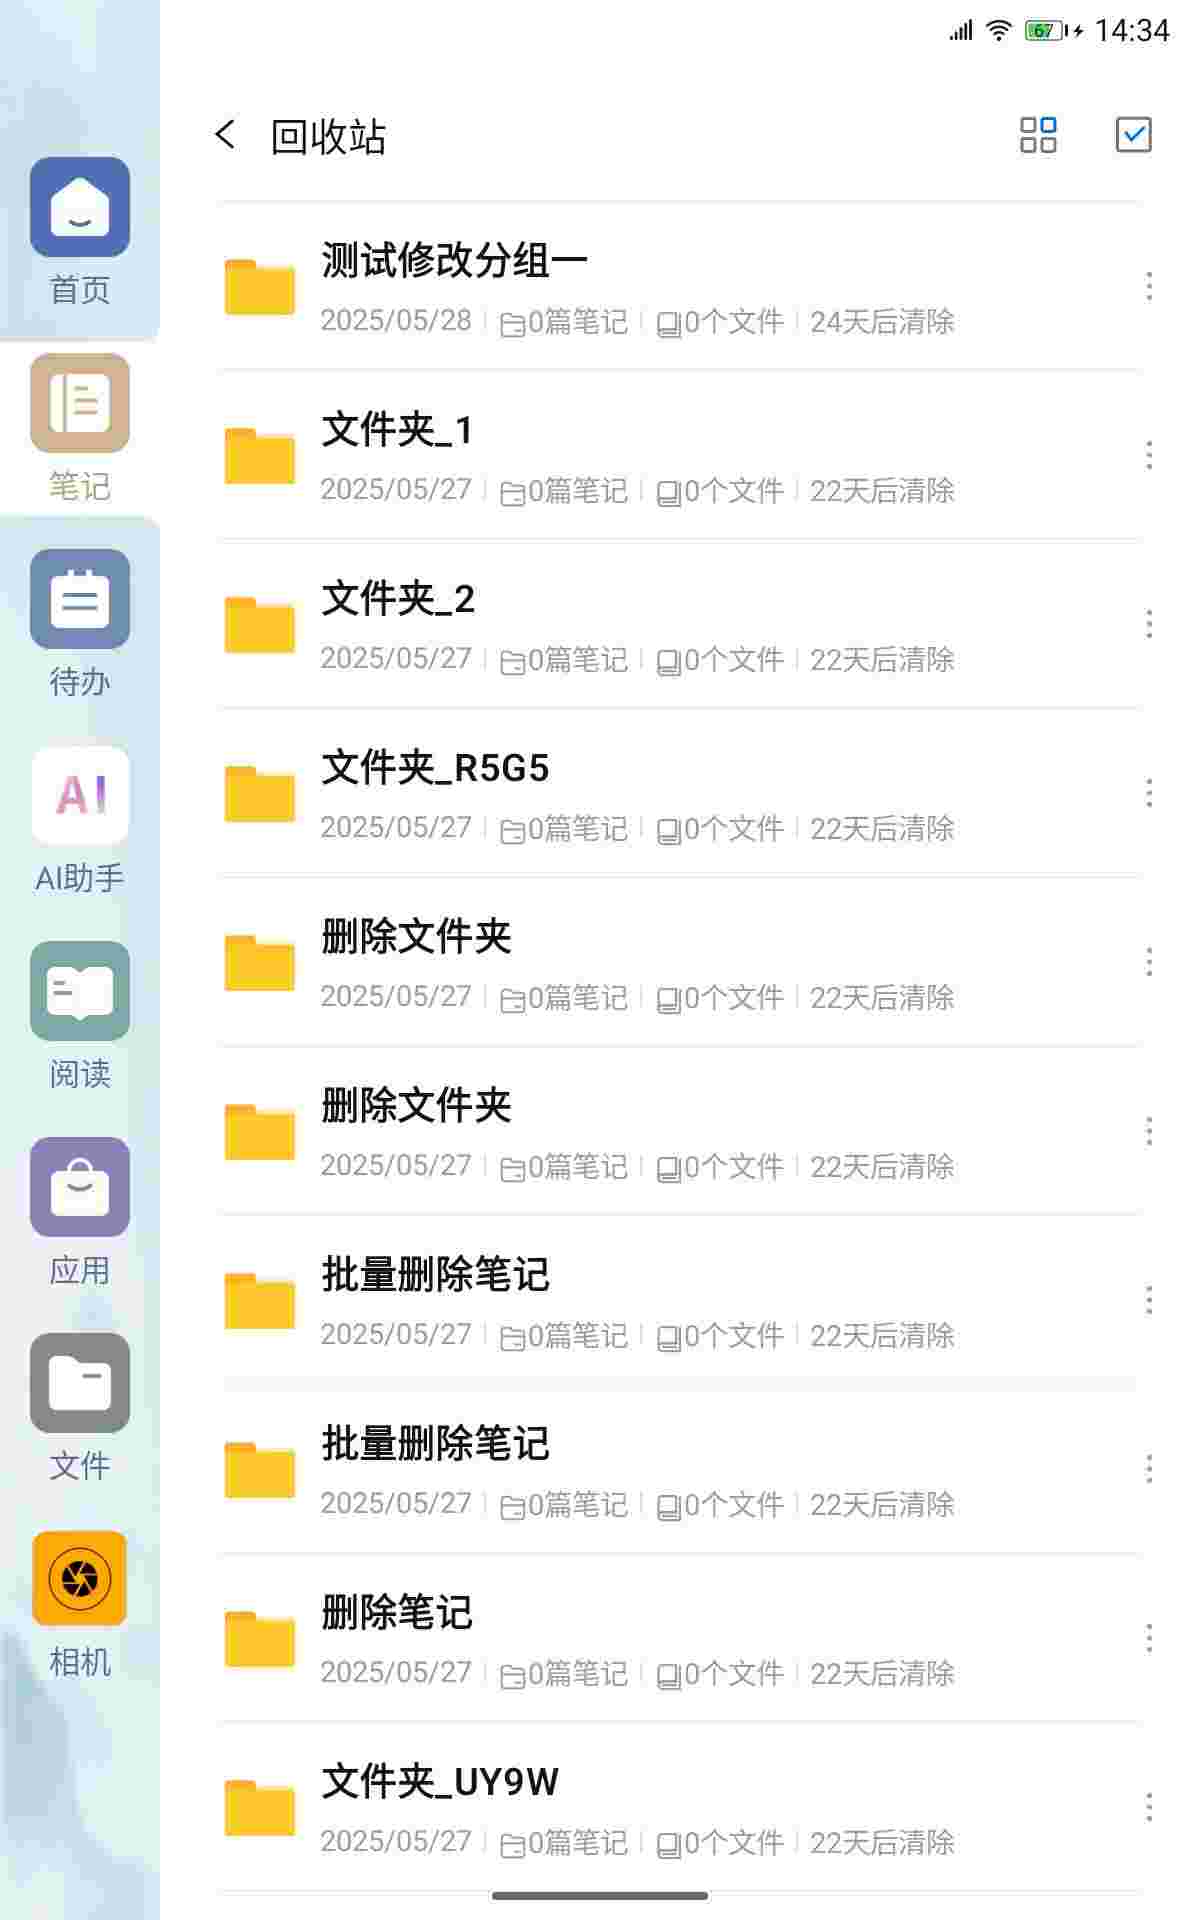 67 14:34
回收站
首页
笔记
待办
AI
AI助手
阅读
应用
文件
相机
测试修改分组一
2025/05/28 0篇笔记 0个文件 24天后清除
文件夹_1
2025/05/27 0篇笔记 0个文件 22天后清除
文件夹_2
2025/05/27 0篇笔记 0个文件 22天后清除
文件夹_R5G5
2025/05/27 0篇笔记 0个文件 22天后清除
删除文件夹
2025/05/27 0篇笔记 0个文件 22天后清除
删除文件夹
2025/05/27 0篇笔记 0个文件 22天后清除
批量删除笔记
2025/05/27 0篇笔记 0个文件 22天后清除
批量删除笔记
2025/05/27 0篇笔记 0个文件 22天后清除
删除笔记
2025/05/27 0篇笔记 0个文件 22天后清除
文件夹_UY9W
2025/05/27 0篇笔记 0个文件 22天后清除